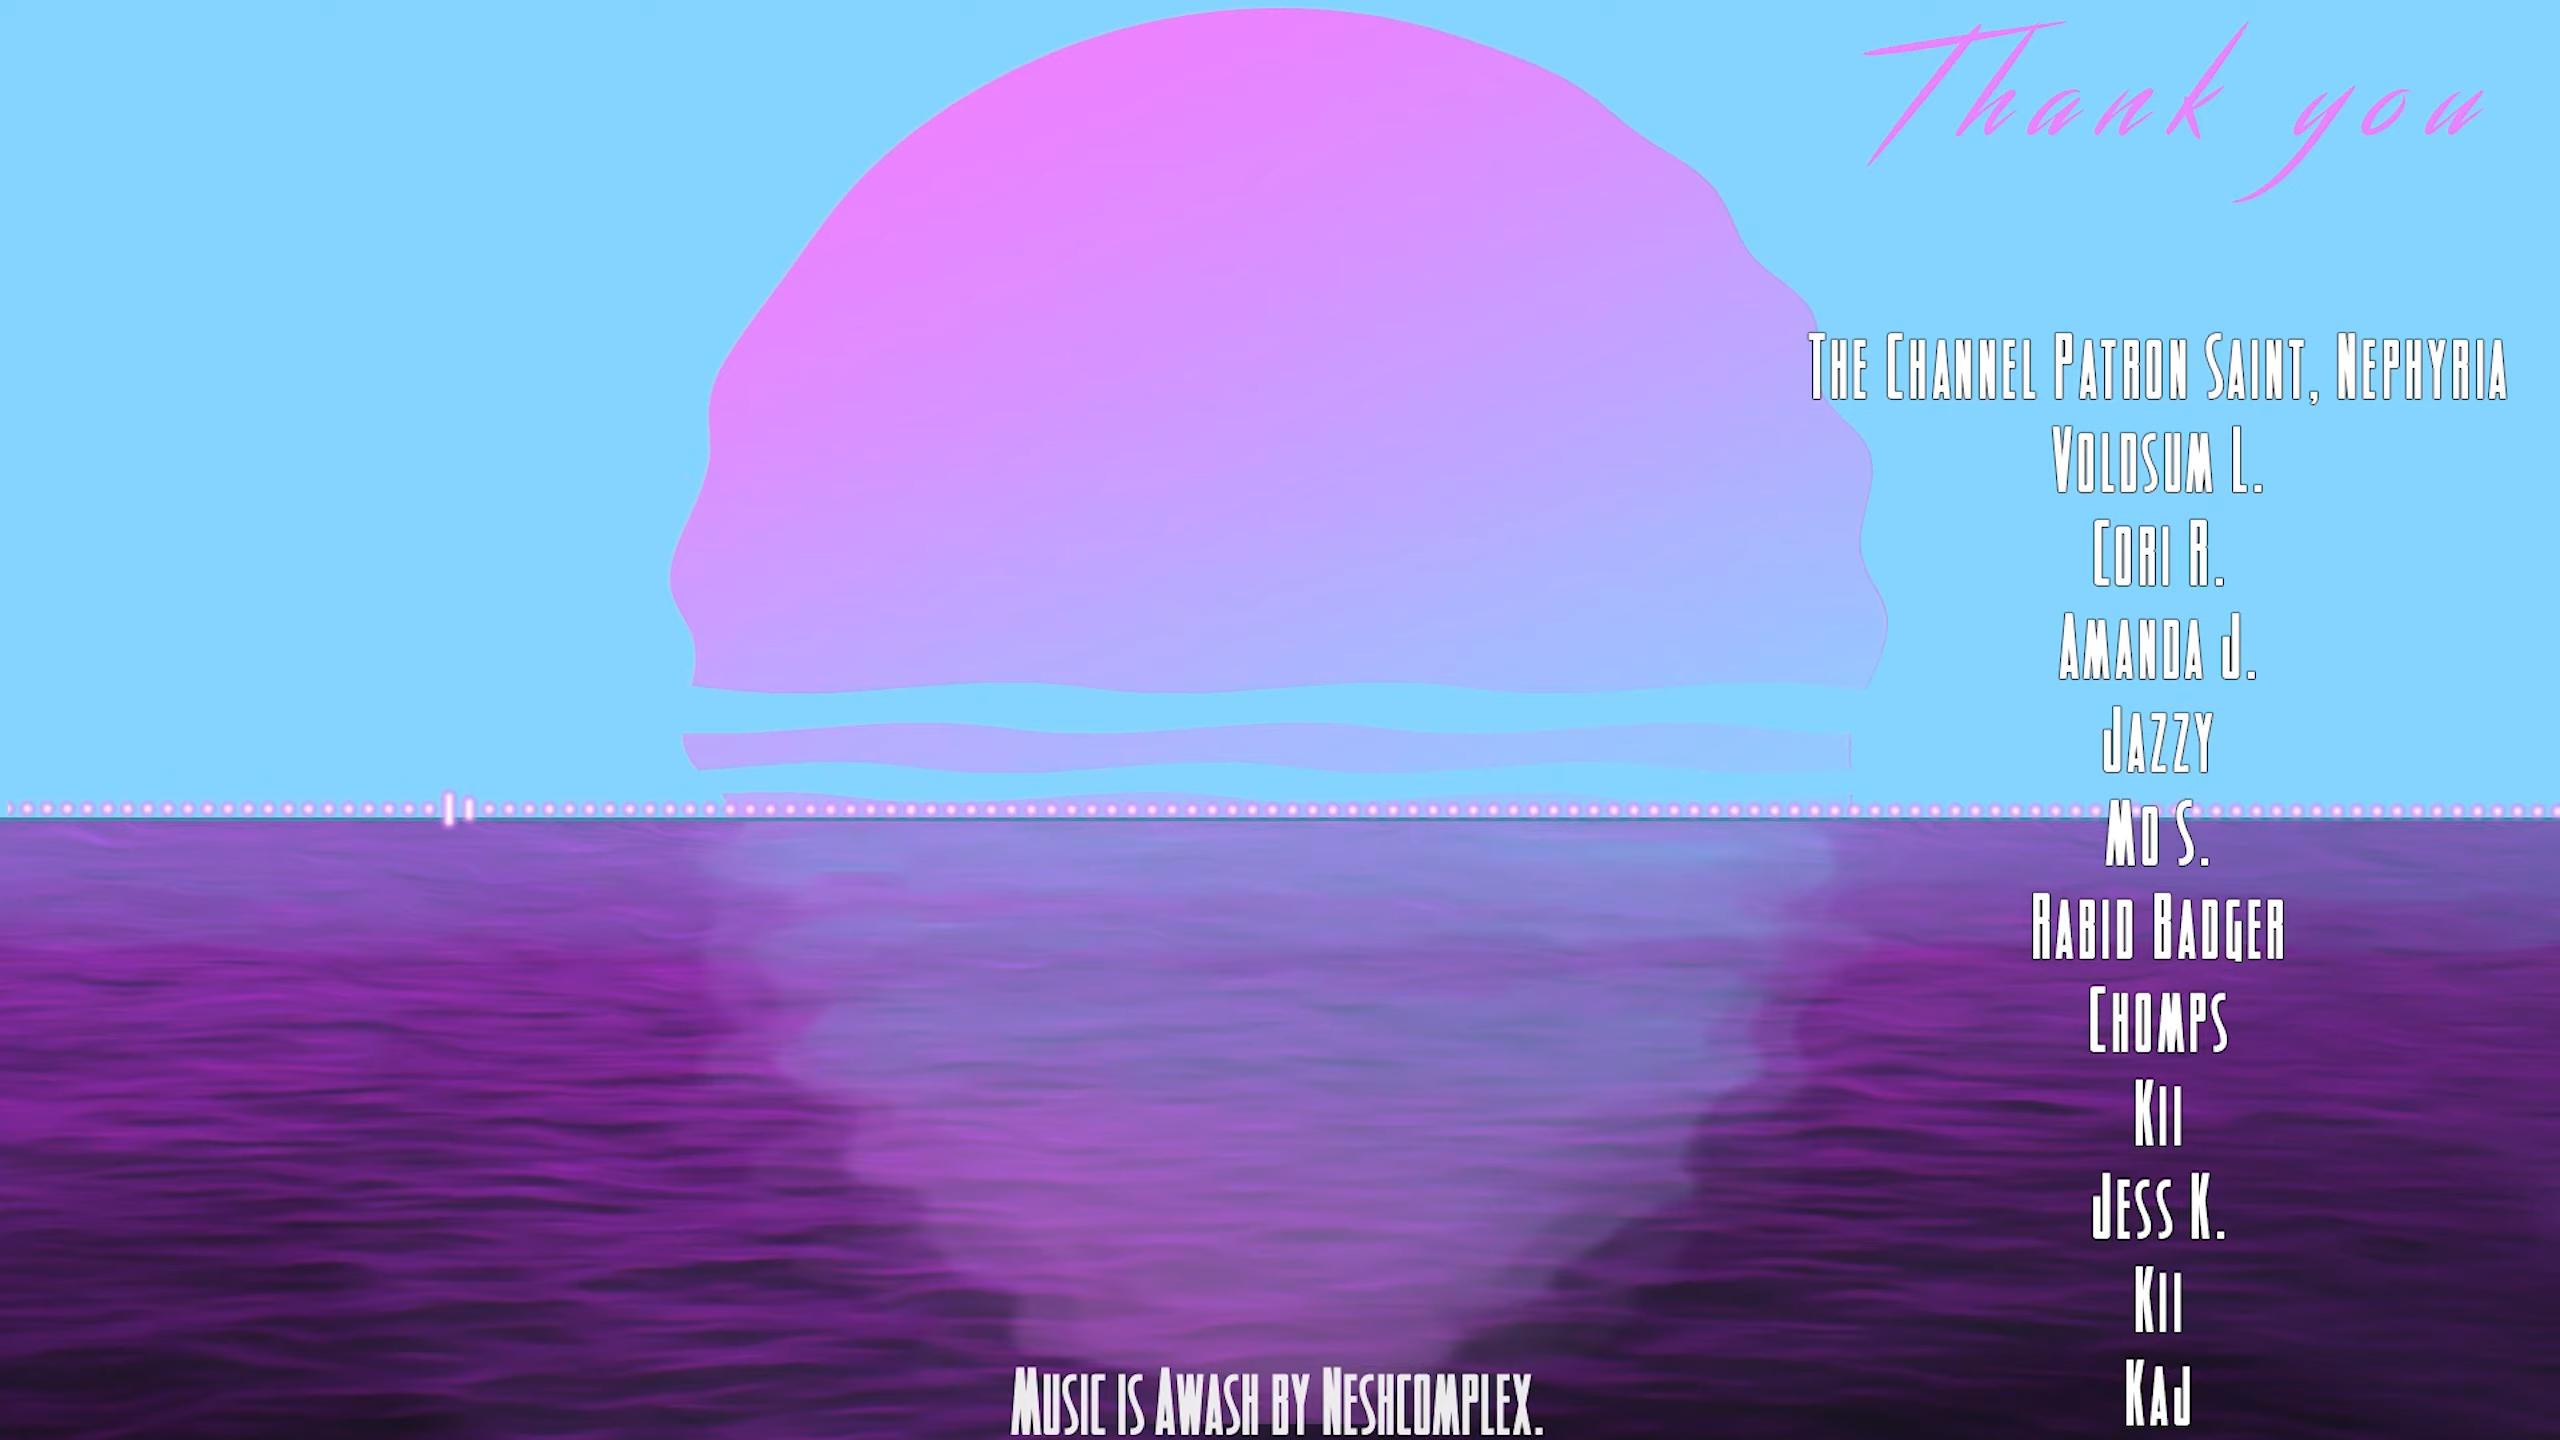 Thank you
The Channel Patron Saint, Nephyria
Voldsum L.
Cori R.
Amanda J.
Jazzy
Mo S.
Rabid Badger
Chomps
Kii
Jess K.
Kii
Kaj
Music is Awash by Neshcomplex.